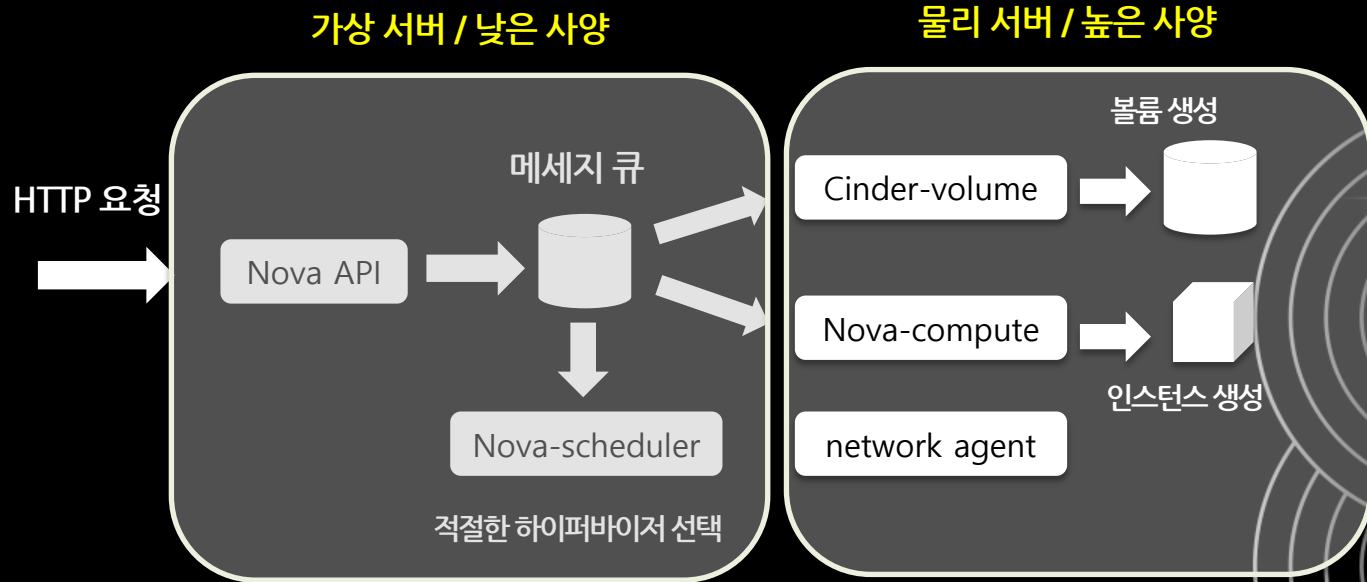 가상 서버 / 낮은 사양
물리 서버 / 높은 사양
HTTP 요청
메세지 큐
Nova API
Nova-scheduler
적절한 하이퍼바이저 선택
볼륨 생성
Cinder-volume
Nova-compute
인스턴스 생성
network agent